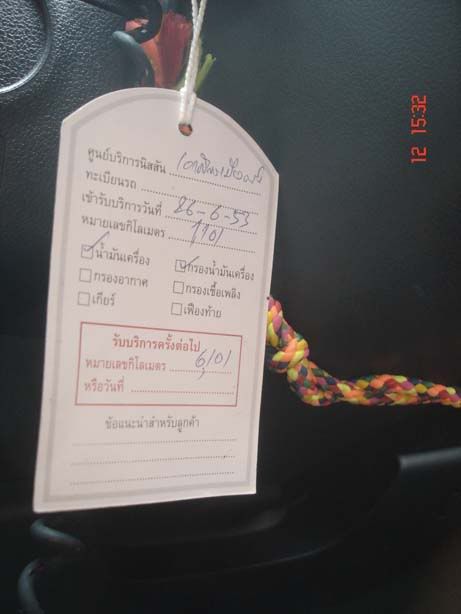 ศูนย์บริการนิสสัน
ทะเบียนรถ
เข้ารับบริการวันที่ 26-6-53
หมายเลขกิโลเมตร 1,101
น้ำมันเครื่อง กรองน้ำมันเครื่อง
กรองอากาศ กรองเชื้อเพลิง
เกียร์ เฟืองท้าย
รับบริการครั้งต่อไป
หมายเลขกิโลเมตร 6,101
หรือวันที่
ข้อแนะนำสำหรับลูกค้า
12 15:32